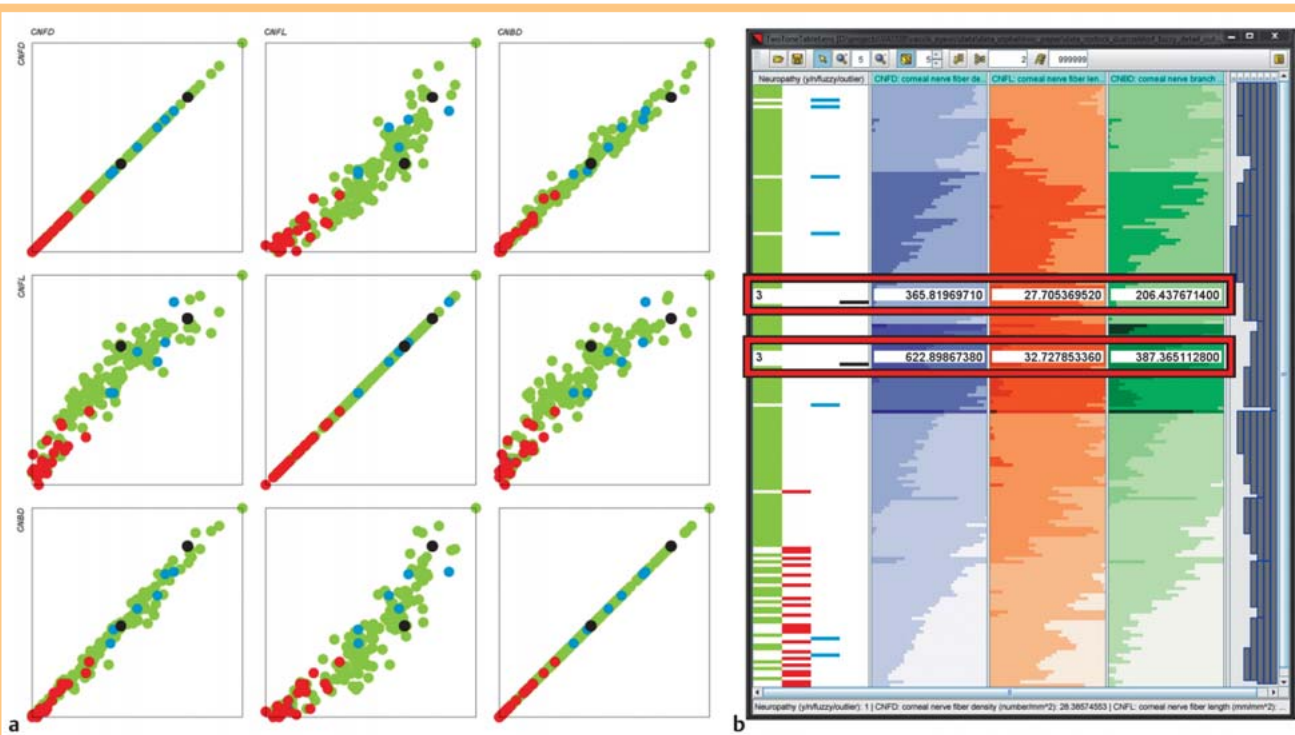 CNFD
CNFL
CNBD
CNFD
CNFL
CNBD
a
5
5
2
999999
Neuropathy (y/n/fuzzy/outlier)
CNFD: corneal nerve fiber de...
CNFL: corneal nerve fiber len...
CNBD: corneal nerve branch ...
3
365.81969710
27.705369520
206.437671400
3
622.89867380
32.727853360
387.365112800
Neuropathy (y/n/fuzzy/outlier): 1 | CNFD: corneal nerve fiber density (number/mm^2): 28.38574553 | CNFL: corneal nerve fiber length (mm/mm^2): ...
b